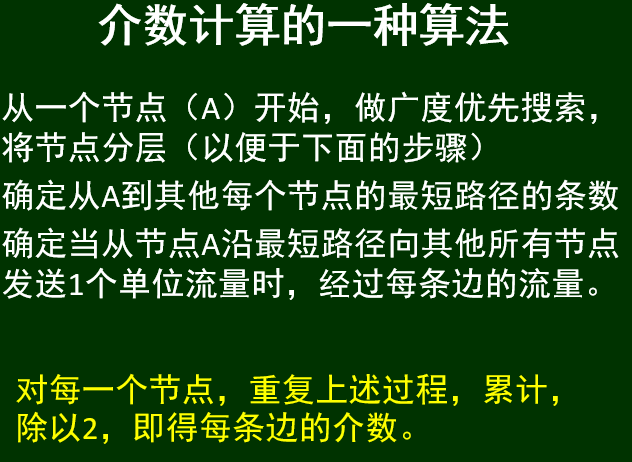 介数计算的一种算法
从一个节点（A）开始，做广度优先搜索，
将节点分层（以便于下面的步骤）
确定从A到其他每个节点的最短路径的条数
确定当从节点A沿最短路径向其他所有节点
发送1个单位流量时，经过每条边的流量。
对每一个节点，重复上述过程，累计，
除以2，即得每条边的介数。